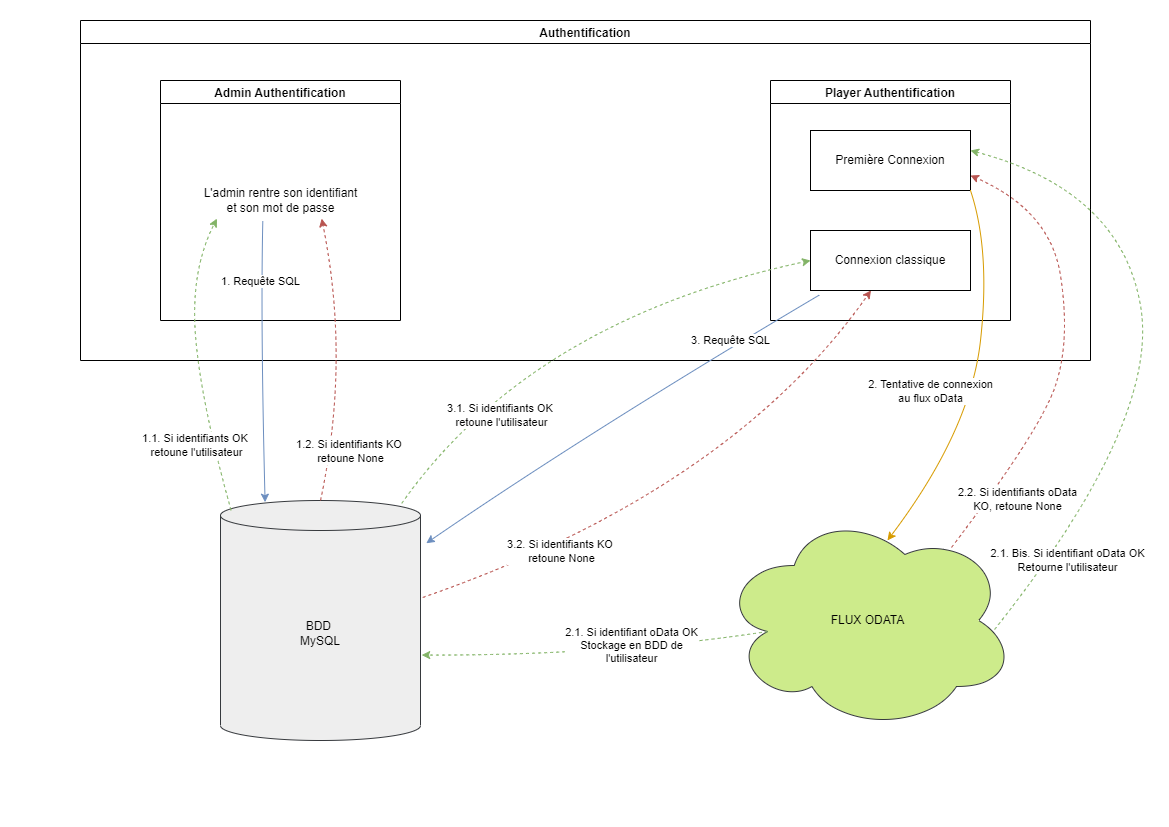 Authentification
Admin Authentification
Player Authentification
Première Connexion
L'admin rentre son identifiant
et son mot de passe
Connexion classique
1. Requête SQL
3. Requête SQL
2. Tentative de connexion
au flux oData
3.1. Si identifiants OK
retoune l'utilisateur
1.1. Si identifiants OK
retoune l'utilisateur
1.2. Si identifiants KO
retoune None
2.2. Si identifiants oData
KO, retoune None
3.2. Si identifiants KO
retoune None
2.1. Bis. Si identifiant oData OK
Retourne l'utilisateur
BDD
MySQL
FLUX ODATA
2.1. Si identifiant oData OK
Stockage en BDD de
l'utilisateur